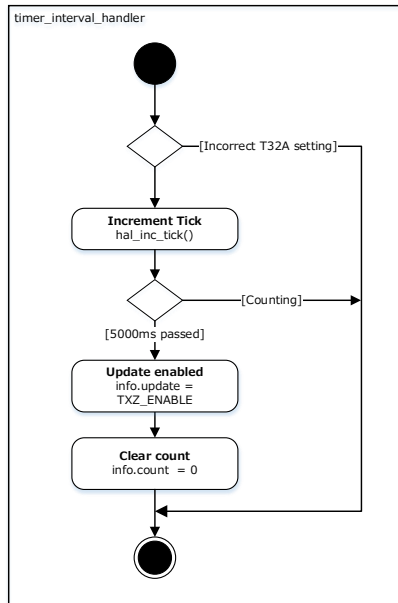 timer_interval_handler
[Incorrect T32A setting]
Increment Tick
hal_inc_tick()
[Counting]
[5000ms passed]
Update enabled
info.update =
TXZ_ENABLE
Clear count
info.count  = 0